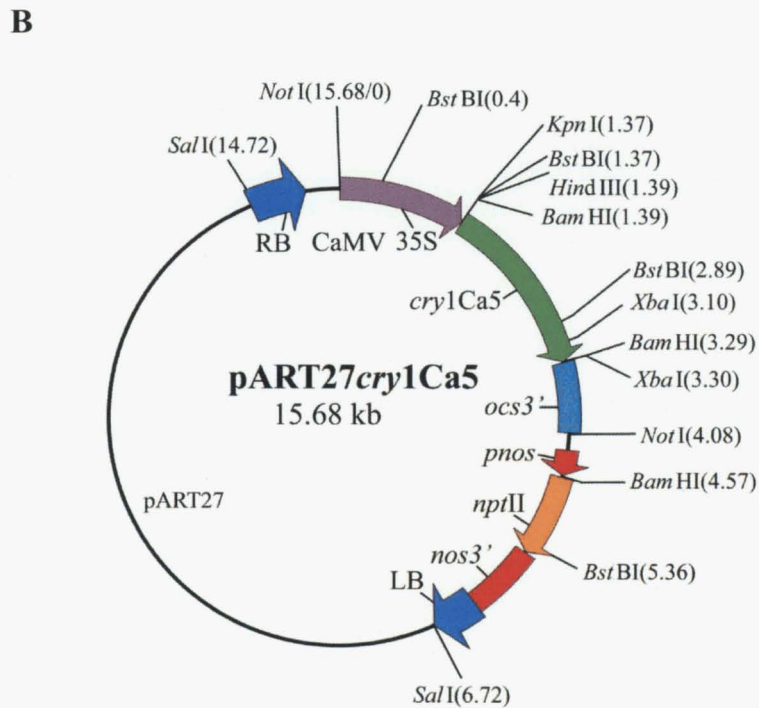 B
NotI(15.68/0)
BstBI(0.4)
SalI(14.72)
KpnI(1.37)
BstBI(1.37)
HindIII(1.39)
BamHI(1.39)
RB
CaMV 35S
cry1Ca5
BstBI(2.89)
XbaI(3.10)
BamHI(3.29)
XbaI(3.30)
pART27cry1Ca5
15.68 kb
ocs3’
NotI(4.08)
pnos
BamHI(4.57)
pART27
nptII
nos3’
BstBI(5.36)
LB
SalI(6.72)